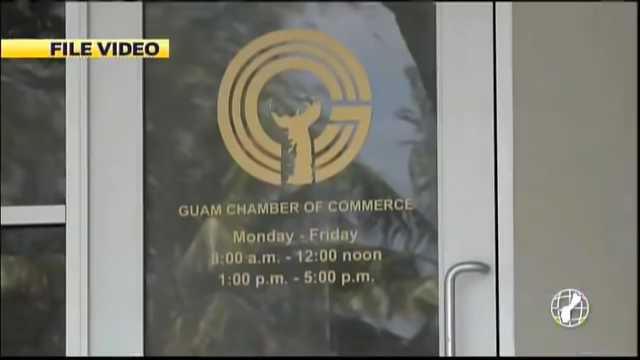 FILE VIDEO
GUAM CHAMBER OF COMMERCE
Monday - Friday
8:00 a.m. - 12:00 noon
1:00 p.m. - 5:00 p.m.